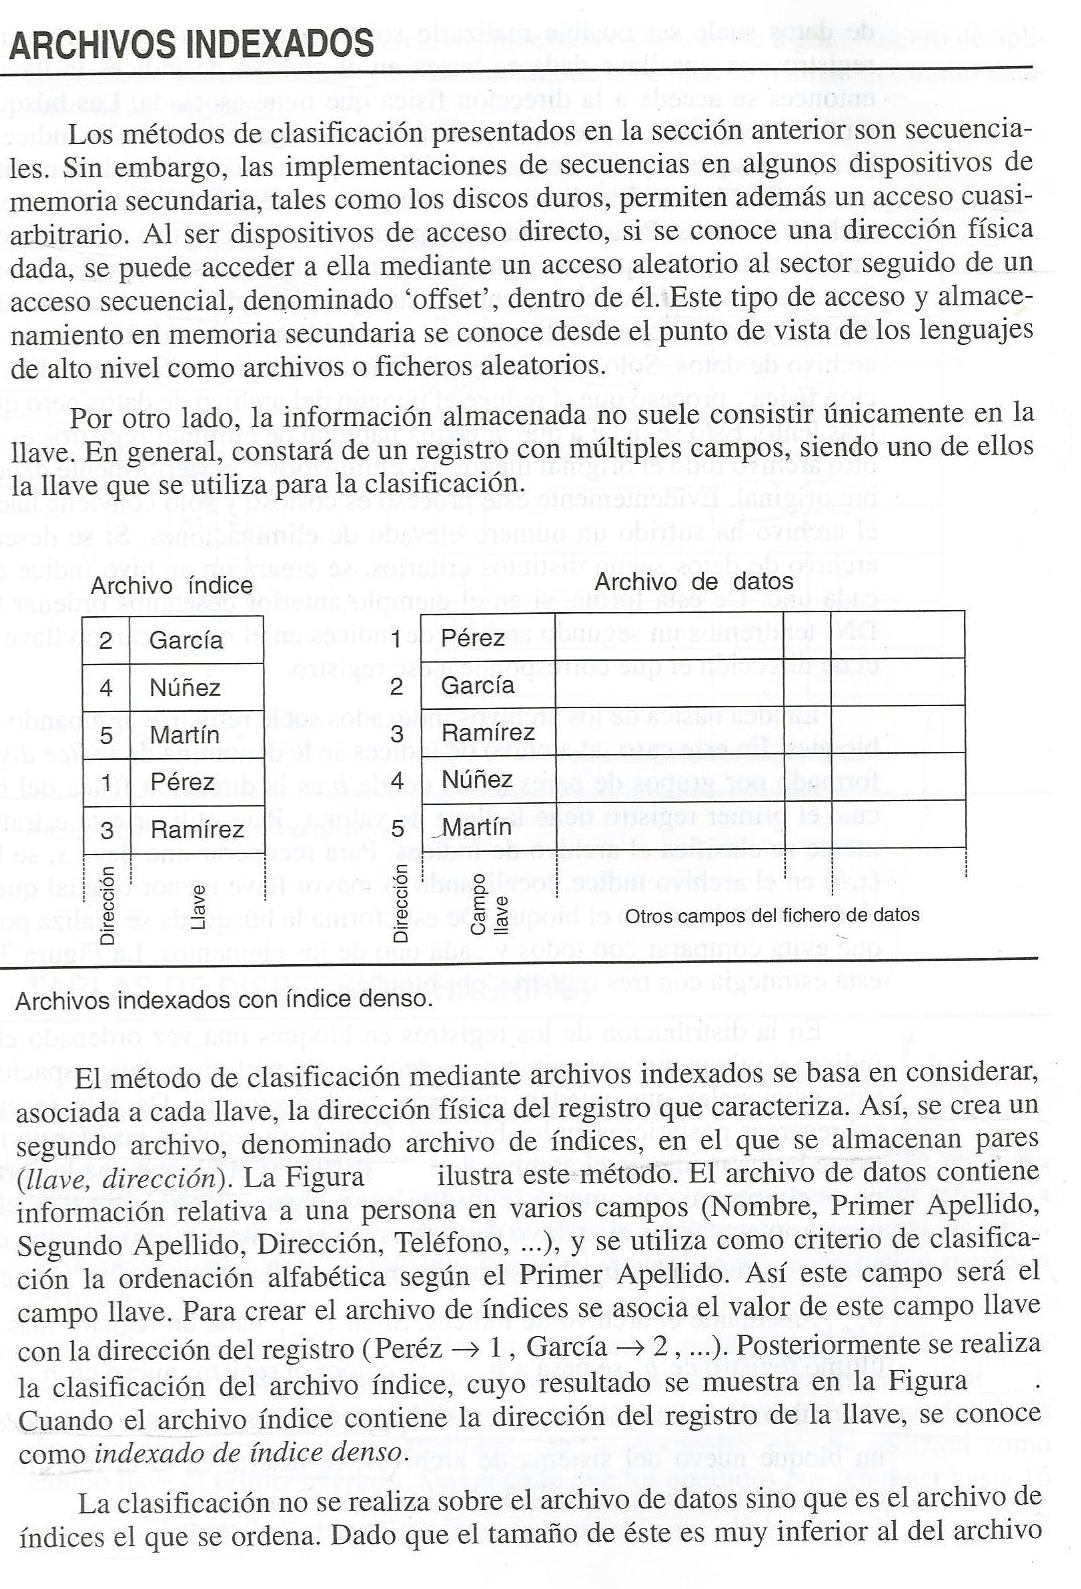 ARCHIVOS INDEXADOS
Los métodos de clasificación presentados en la sección anterior son secuencia-
les. Sin embargo, las implementaciones de secuencias en algunos dispositivos de
memoria secundaria, tales como los discos duros, permiten además un acceso cuasi-
arbitrario. Al ser dispositivos de acceso directo, si se conoce una dirección física
dada, se puede acceder a ella mediante un acceso aleatorio al sector seguido de un
acceso secuencial, denominado ‘offset’, dentro de él. Este tipo de acceso y almace-
namiento en memoria secundaria se conoce desde el punto de vista de los lenguajes
de alto nivel como archivos o ficheros aleatorios.
Por otro lado, la información almacenada no suele consistir únicamente en la
llave. En general, constará de un registro con múltiples campos, siendo uno de ellos
la llave que se utiliza para la clasificación.
Archivo índice
2 García
4 Núñez
5 Martín
1 Pérez
3 Ramírez
Dirección
Llave
Archivo de datos
1 Pérez
2 García
3 Ramírez
4 Núñez
5 Martín
Dirección
Campo
llave
Otros campos del fichero de datos
Archivos indexados con índice denso.
El método de clasificación mediante archivos indexados se basa en considerar,
asociada a cada llave, la dirección física del registro que caracteriza. Así, se crea un
segundo archivo, denominado archivo de índices, en el que se almacenan pares
(llave, dirección). La Figura ilustra este método. El archivo de datos contiene
información relativa a una persona en varios campos (Nombre, Primer Apellido,
Segundo Apellido, Dirección, Teléfono, ...), y se utiliza como criterio de clasifica-
ción la ordenación alfabética según el Primer Apellido. Así este campo será el
campo llave. Para crear el archivo de índices se asocia el valor de este campo llave
con la dirección del registro (Peréz → 1 , García → 2 , ...). Posteriormente se realiza
la clasificación del archivo índice, cuyo resultado se muestra en la Figura .
Cuando el archivo índice contiene la dirección del registro de la llave, se conoce
como indexado de índice denso.
La clasificación no se realiza sobre el archivo de datos sino que es el archivo de
índices el que se ordena. Dado que el tamaño de éste es muy inferior al del archivo